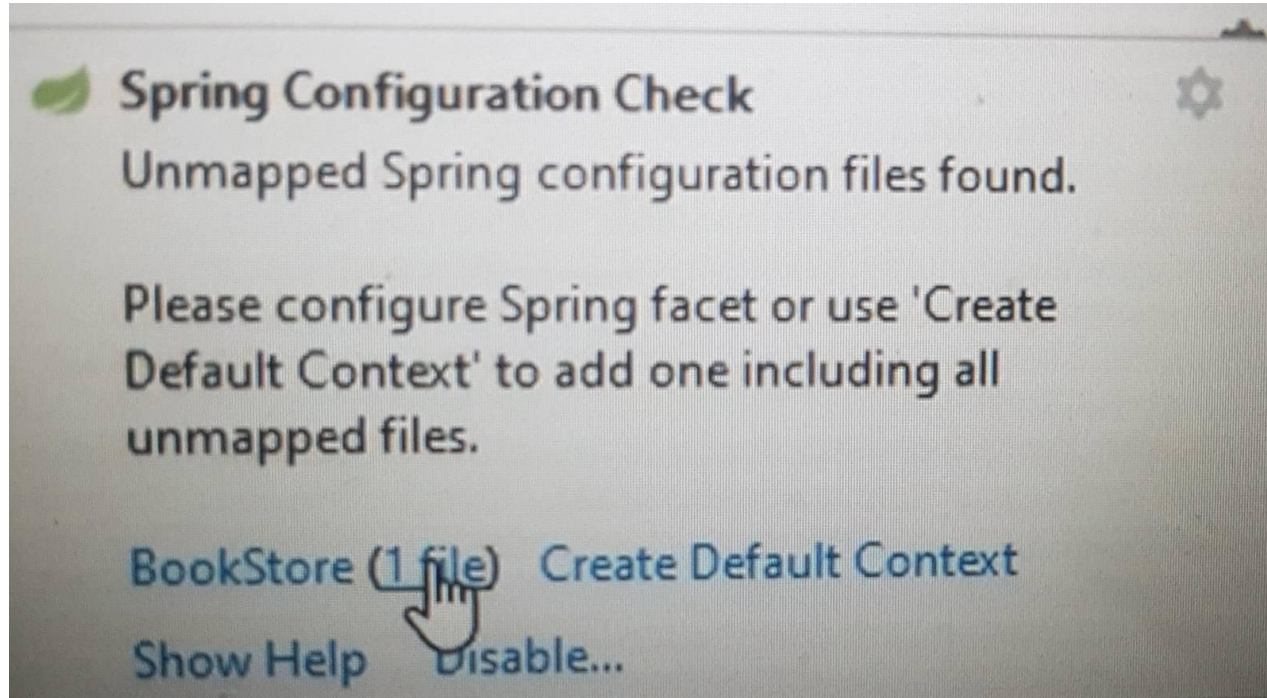 Spring Configuration Check
Unmapped Spring configuration files found.
Please configure Spring facet or use 'Create
Default Context' to add one including all
unmapped files.
BookStore (1 file) Create Default Context
Show Help Disable...